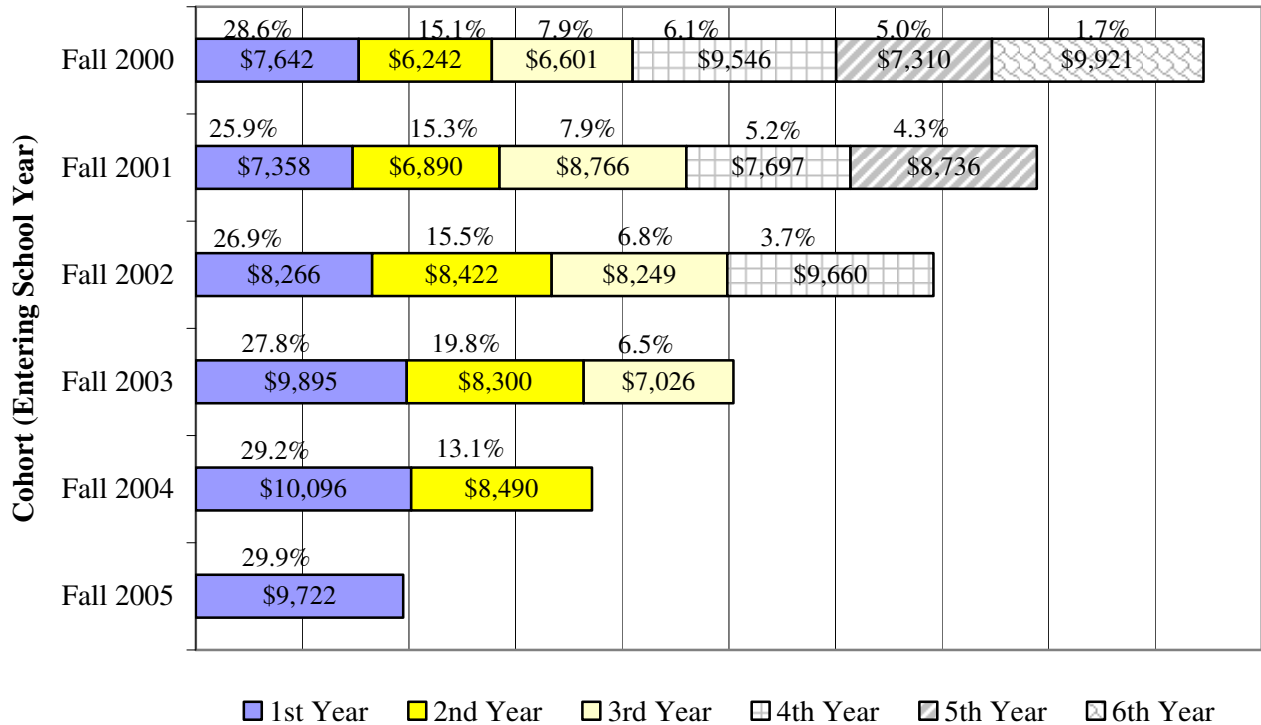 28.6% 15.1% 7.9% 6.1% 5.0% 1.7%
Fall 2000 $7,642 $6,242 $6,601 $9,546 $7,310 $9,921
25.9% 15.3% 7.9% 5.2% 4.3%
Fall 2001 $7,358 $6,890 $8,766 $7,697 $8,736
26.9% 15.5% 6.8% 3.7%
Fall 2002 $8,266 $8,422 $8,249 $9,660
27.8% 19.8% 6.5%
Fall 2003 $9,895 $8,300 $7,026
29.2% 13.1%
Fall 2004 $10,096 $8,490
29.9%
Fall 2005 $9,722
Cohort (Entering School Year)
1st Year 2nd Year 3rd Year 4th Year 5th Year 6th Year